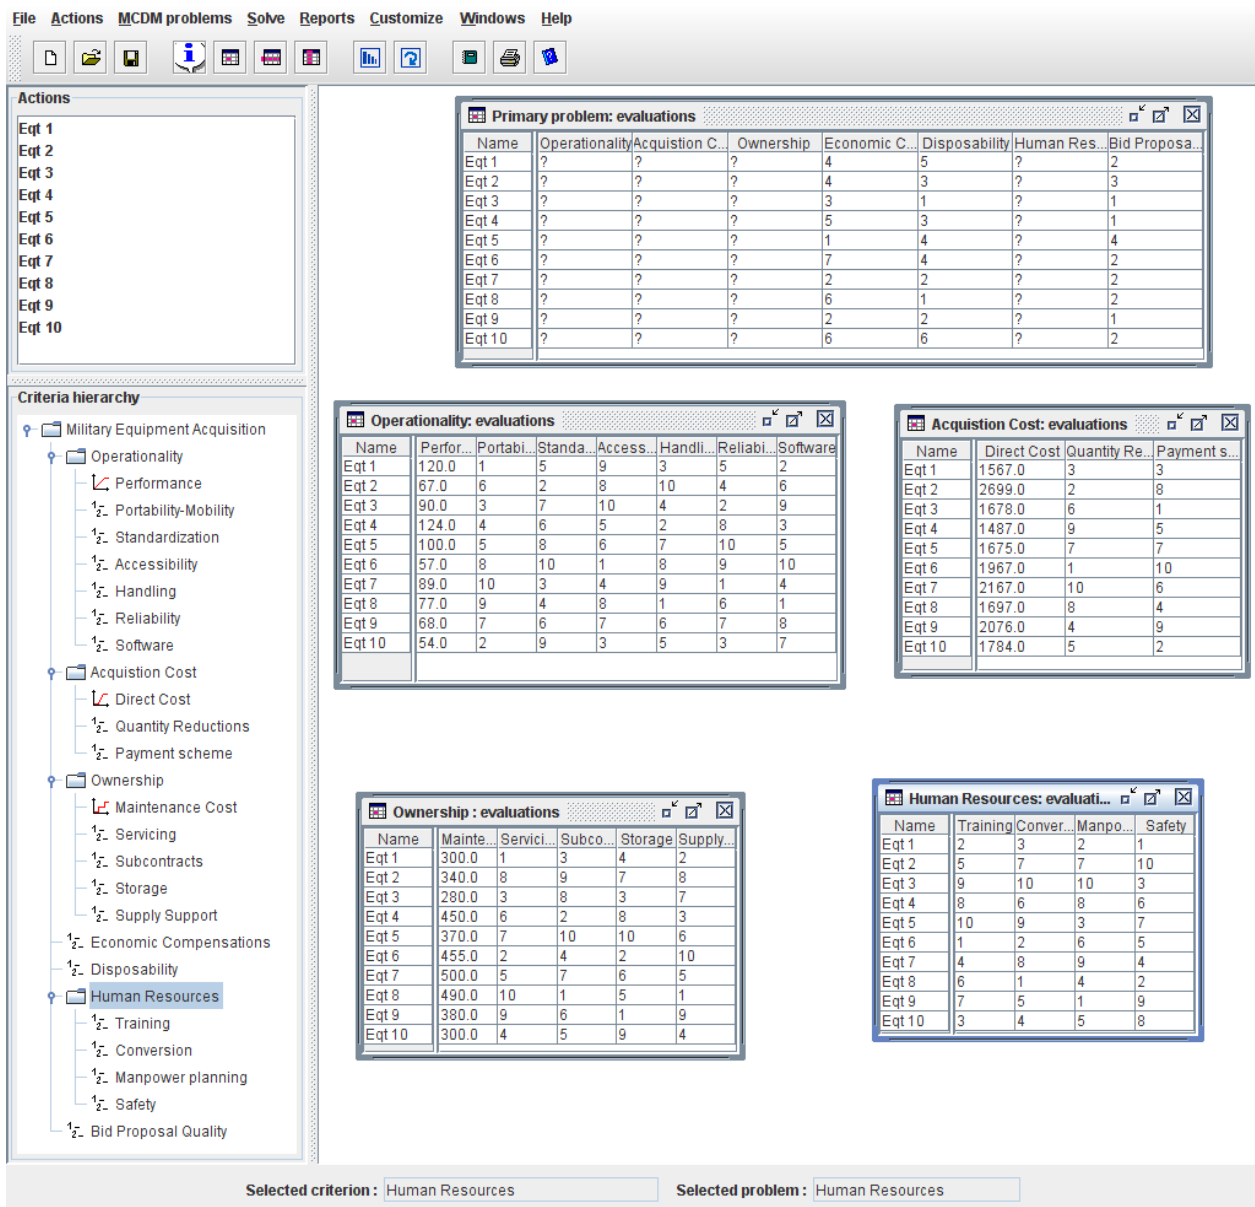 File Actions MCDM problems Solve Reports Customize Windows Help
Actions
Eqt 1
Eqt 2
Eqt 3
Eqt 4
Eqt 5
Eqt 6
Eqt 7
Eqt 8
Eqt 9
Eqt 10
Criteria hierarchy
Military Equipment Acquisition
Operationality
Performance
Portability-Mobility
Standardization
Accessibility
Handling
Reliability
Software
Acquistion Cost
Direct Cost
Quantity Reductions
Payment scheme
Ownership
Maintenance Cost
Servicing
Subcontracts
Storage
Supply Support
Economic Compensations
Disposability
Human Resources
Training
Conversion
Manpower planning
Safety
Bid Proposal Quality
Primary problem: evaluations
Name Operationality Acquistion C... Ownership Economic C... Disposability Human Res... Bid Proposa...
Eqt 1 ? ? ? 4 5 ? 2
Eqt 2 ? ? ? 4 3 ? 3
Eqt 3 ? ? ? 3 1 ? 1
Eqt 4 ? ? ? 5 3 ? 1
Eqt 5 ? ? ? 1 4 ? 4
Eqt 6 ? ? ? 7 4 ? 2
Eqt 7 ? ? ? 2 2 ? 2
Eqt 8 ? ? ? 6 1 ? 2
Eqt 9 ? ? ? 2 2 ? 1
Eqt 10 ? ? ? 6 6 ? 2
Operationality: evaluations
Name Perfor... Portabi... Standa... Access... Handli... Reliabi... Software
Eqt 1 120.0 1 5 9 3 5 2
Eqt 2 67.0 6 2 8 10 4 6
Eqt 3 90.0 3 7 10 4 2 9
Eqt 4 124.0 4 6 5 2 8 3
Eqt 5 100.0 5 8 6 7 10 5
Eqt 6 57.0 8 10 1 8 9 10
Eqt 7 89.0 10 3 4 9 1 4
Eqt 8 77.0 9 4 8 1 6 1
Eqt 9 68.0 7 6 7 6 7 8
Eqt 10 54.0 2 9 3 5 3 7
Acquistion Cost: evaluations
Name Direct Cost Quantity Re... Payment s...
Eqt 1 1567.0 3 3
Eqt 2 2699.0 2 8
Eqt 3 1678.0 6 1
Eqt 4 1487.0 9 5
Eqt 5 1675.0 7 7
Eqt 6 1967.0 1 10
Eqt 7 2167.0 10 6
Eqt 8 1697.0 8 4
Eqt 9 2076.0 4 9
Eqt 10 1784.0 5 2
Ownership : evaluations
Name Mainte... Servici... Subco... Storage Supply...
Eqt 1 300.0 1 3 4 2
Eqt 2 340.0 8 9 7 8
Eqt 3 280.0 3 8 3 7
Eqt 4 450.0 6 2 8 3
Eqt 5 370.0 7 10 10 6
Eqt 6 455.0 2 4 2 10
Eqt 7 500.0 5 7 6 5
Eqt 8 490.0 10 1 5 1
Eqt 9 380.0 9 6 1 9
Eqt 10 300.0 4 5 9 4
Human Resources: evaluati...
Name Training Conver... Manpo... Safety
Eqt 1 2 3 2 1
Eqt 2 5 7 7 10
Eqt 3 9 10 10 3
Eqt 4 8 6 8 6
Eqt 5 10 9 3 7
Eqt 6 1 2 6 5
Eqt 7 4 8 9 4
Eqt 8 6 1 4 2
Eqt 9 7 5 1 9
Eqt 10 3 4 5 8
Selected criterion : Human Resources Selected problem : Human Resources